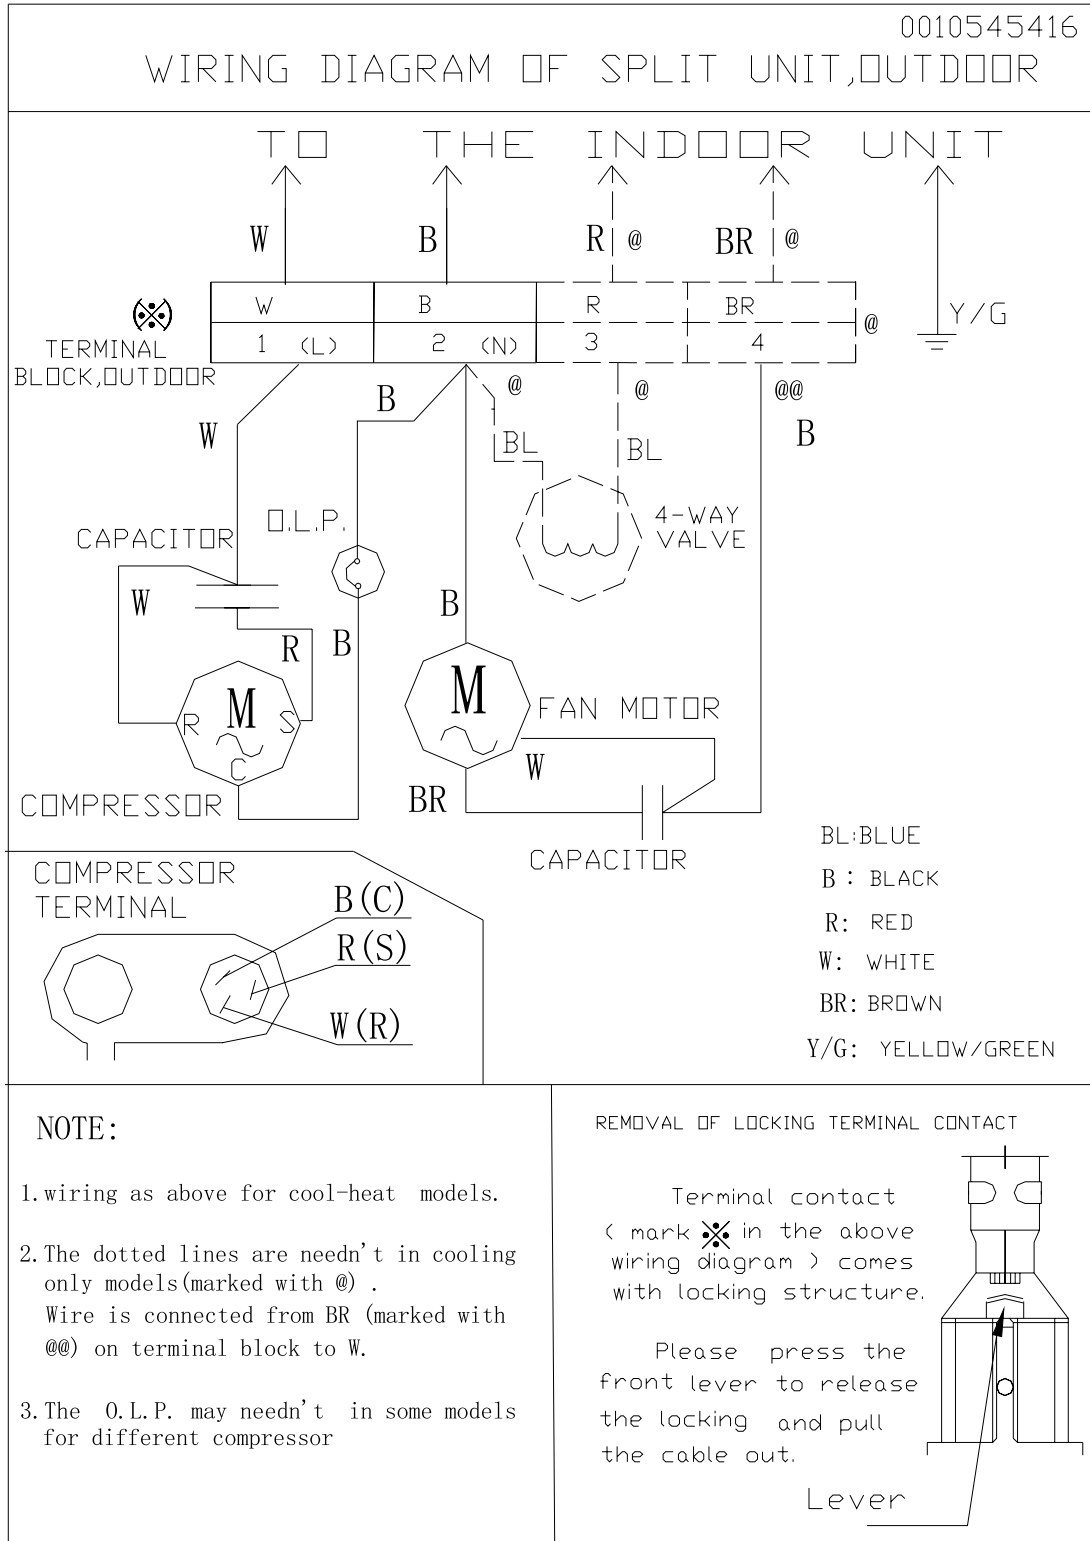 0010545416
WIRING DIAGRAM OF SPLIT UNIT,OUTDOOR
TO THE INDOOR UNIT
W
B
R @
BR @
Y/G
W B R BR
1 (L) 2 (N) 3 4
@
※
TERMINAL
BLOCK,OUTDOOR
W
B
@
@
@@
B
BL
BL
O.L.P.
CAPACITOR
4-WAY
VALVE
W
R
B
B
M
R
S
C
COMPRESSOR
M
FAN MOTOR
W
BR
CAPACITOR
BL:BLUE
B : BLACK
R: RED
W: WHITE
BR: BROWN
Y/G: YELLOW/GREEN
COMPRESSOR
TERMINAL
B(C)
R(S)
W(R)
NOTE:
1.wiring as above for cool-heat models.
2.The dotted lines are needn't in cooling
only models(marked with @) .
Wire is connected from BR (marked with
@@) on terminal block to W.
3.The O.L.P. may needn't in some models
for different compressor
REMOVAL OF LOCKING TERMINAL CONTACT
Terminal contact
( mark ※ in the above
wiring diagram ) comes
with locking structure.
Please press the
front lever to release
the locking and pull
the cable out.
Lever